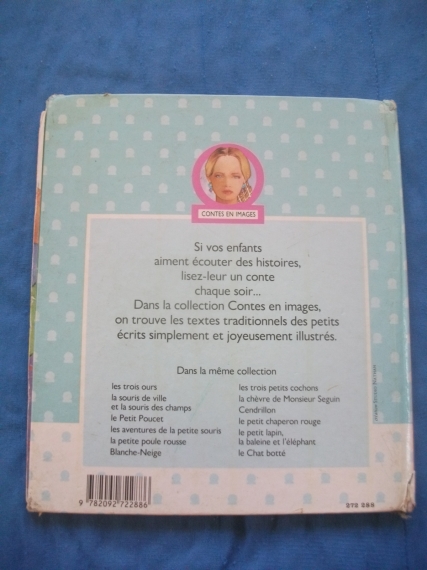 CONTES EN IMAGES
Si vos enfants
aiment écouter des histoires,
lisez-leur un conte
chaque soir...
Dans la collection Contes en images,
on trouve les textes traditionnels des petits
écrits simplement et joyeusement illustrés.
Dans la même collection
les trois ours
la souris de ville
et la souris des champs
le Petit Poucet
les aventures de la petite souris
la petite poule rousse
Blanche-Neige
les trois petits cochons
la chèvre de Monsieur Seguin
Cendrillon
le petit chaperon rouge
le petit lapin,
la baleine et l'éléphant
le Chat botté
9 782092 722886
272 288